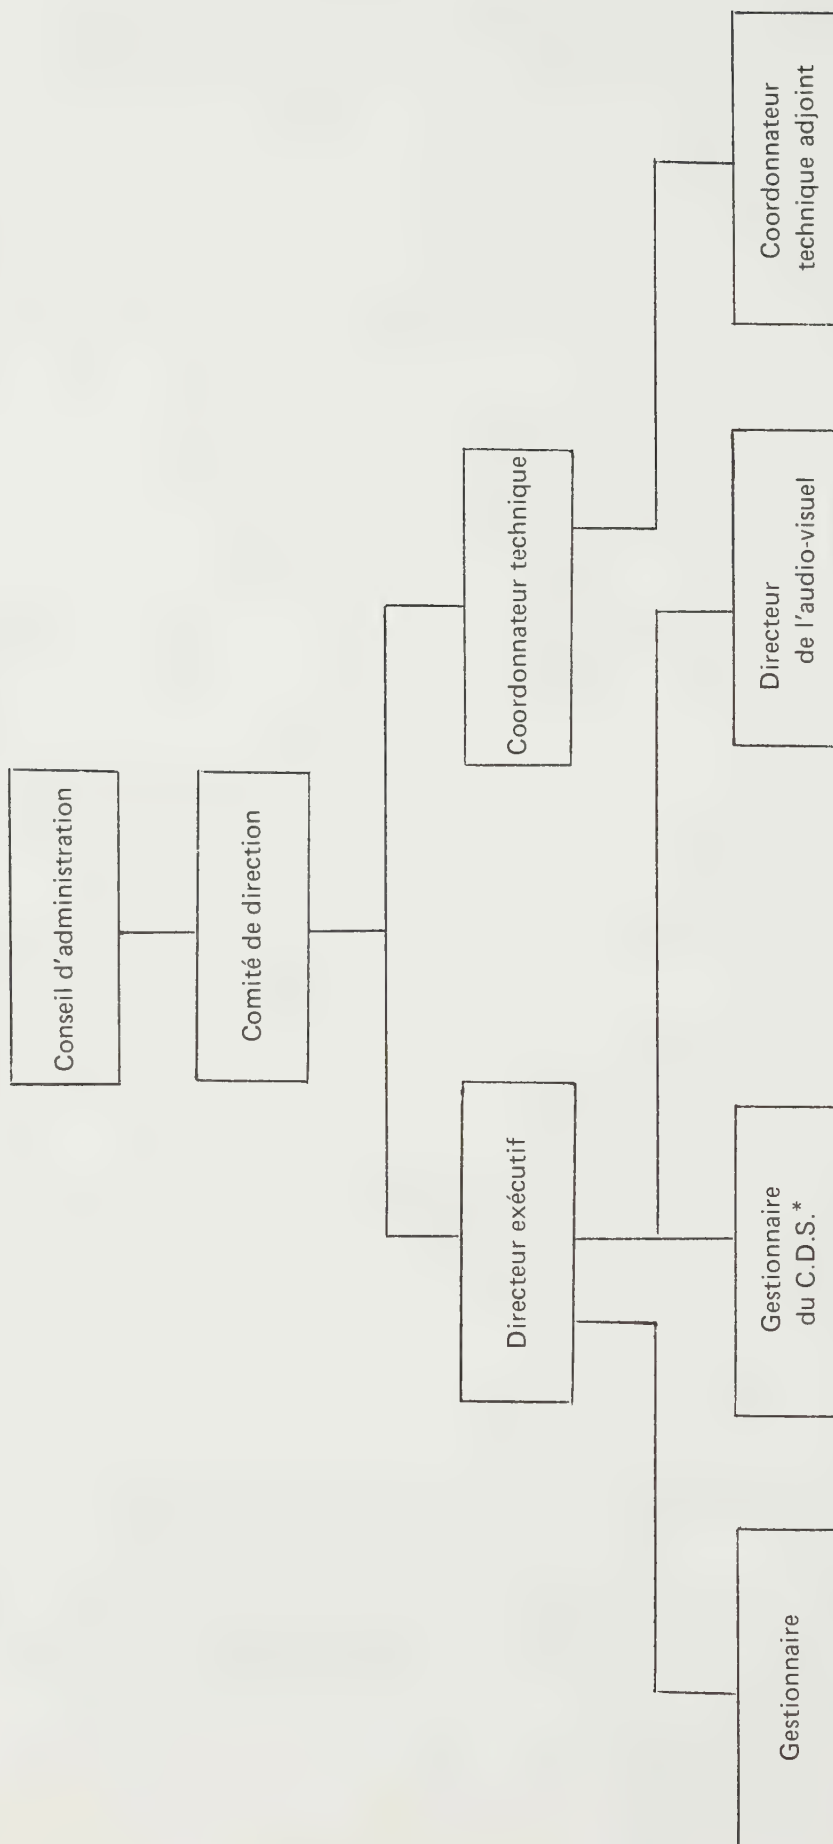 Conseil d'administration
Comité de direction
Directeur exécutif
Coordonnateur technique
Gestionnaire
Gestionnaire
du C.D.S.*
Directeur
de l'audio-visuel
Coordonnateur
technique adjoint